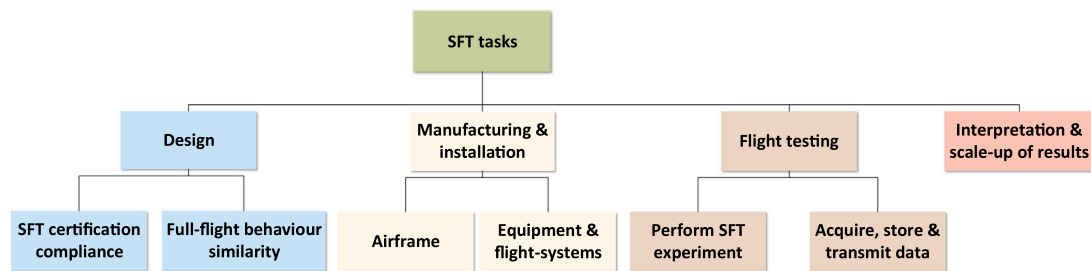 SFT tasks
Design
Manufacturing &
installation
Flight testing
Interpretation &
scale-up of results
SFT certification
compliance
Full-flight behaviour
similarity
Airframe
Equipment &
flight-systems
Perform SFT
experiment
Acquire, store &
transmit data